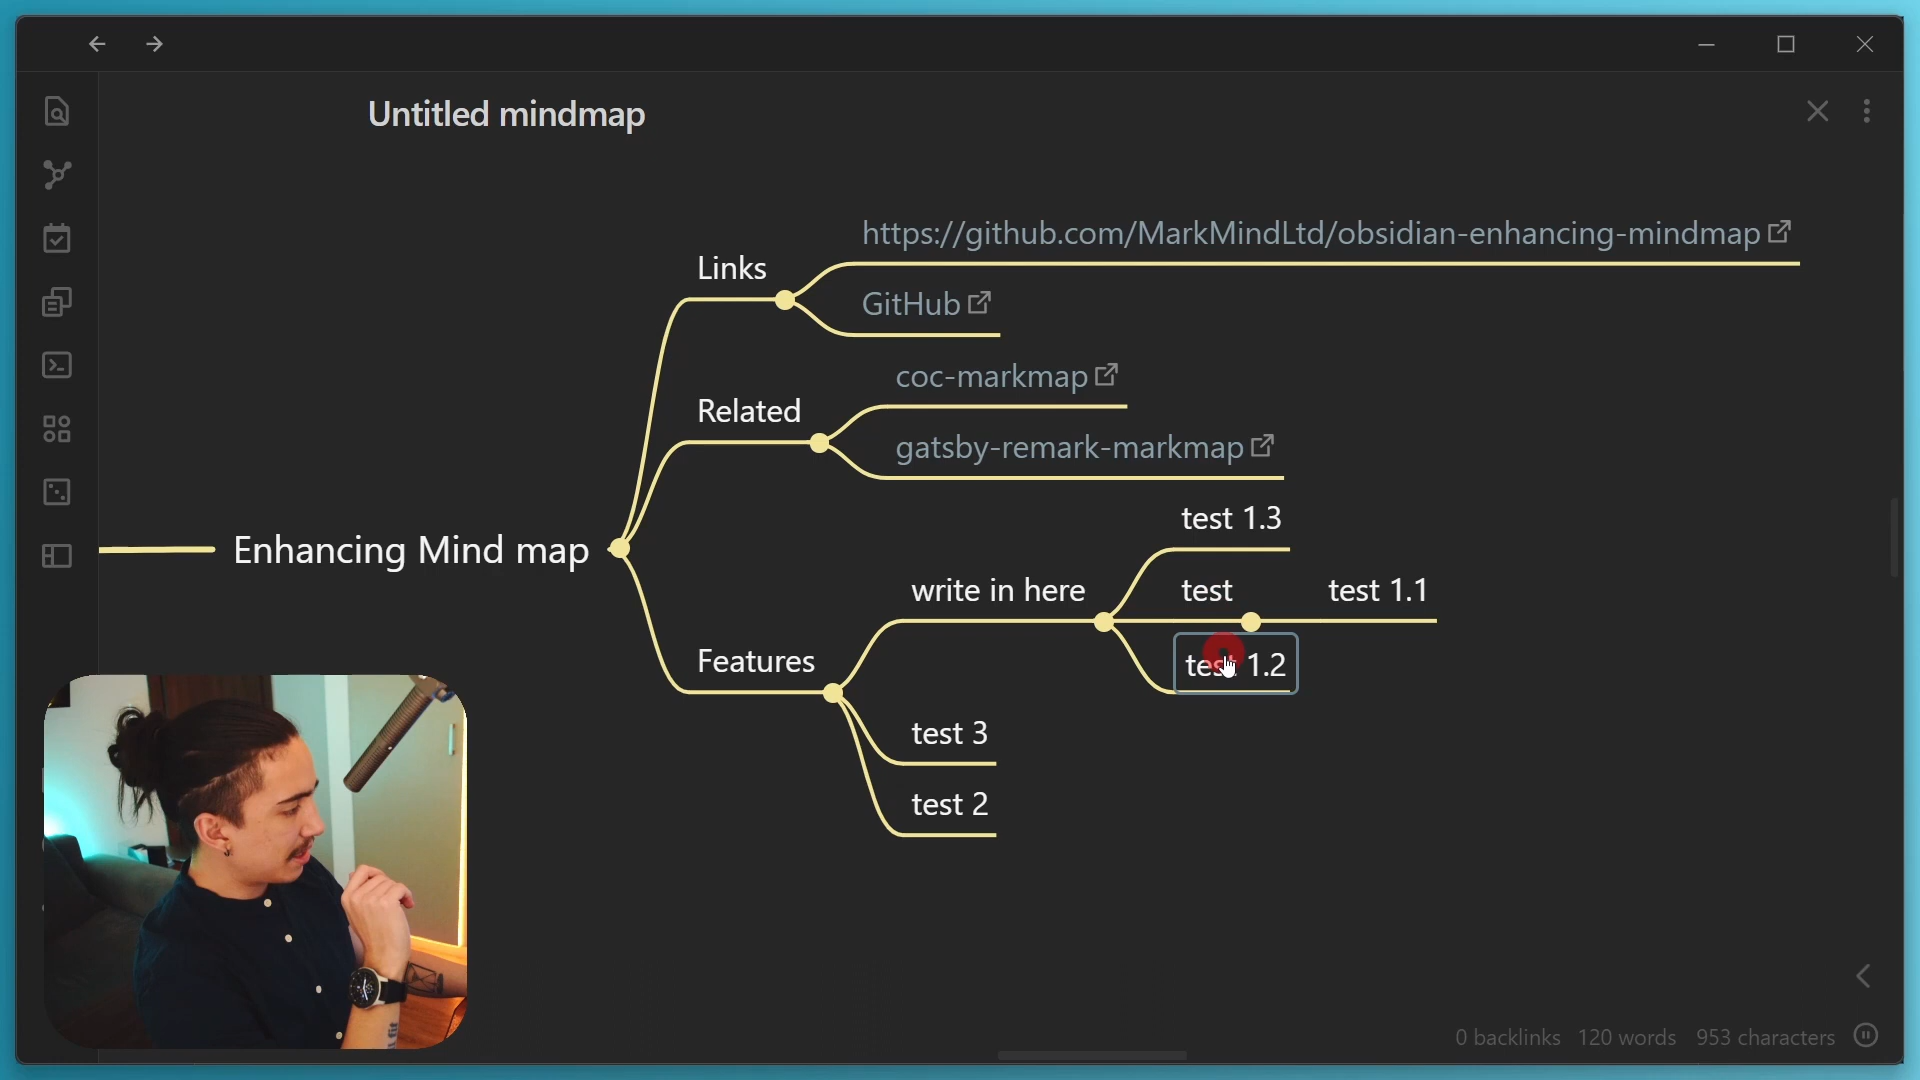 Untitled mindmap
https://github.com/MarkMindLtd/obsidian-enhancing-mindmap
Links
GitHub
coc-markmap
Related
gatsby-remark-markmap
test 1.3
Enhancing Mind map
write in here
test
test 1.1
Features
test 1.2
test 3
test 2
0 backlinks 120 words 953 characters